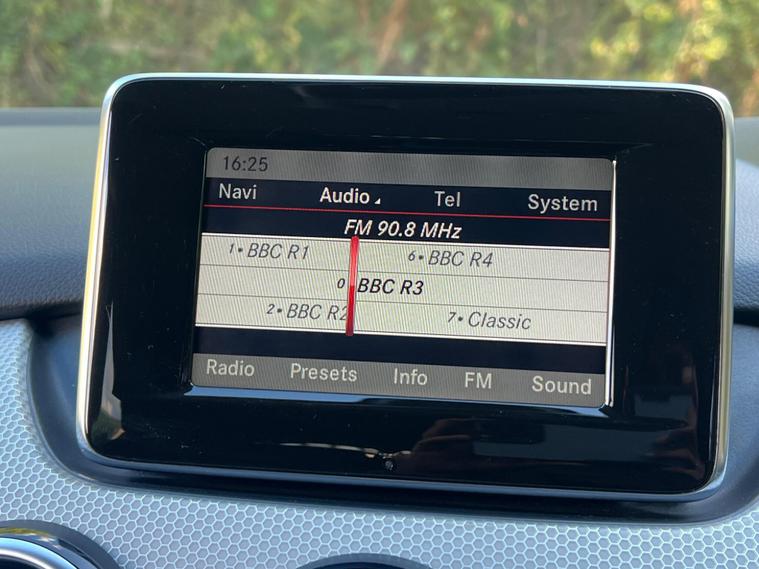 16:25
Navi Audio Tel System
FM 90.8 MHz
1• BBC R1 6• BBC R4
0 BBC R3
2• BBC R2 7• Classic
Radio Presets Info FM Sound